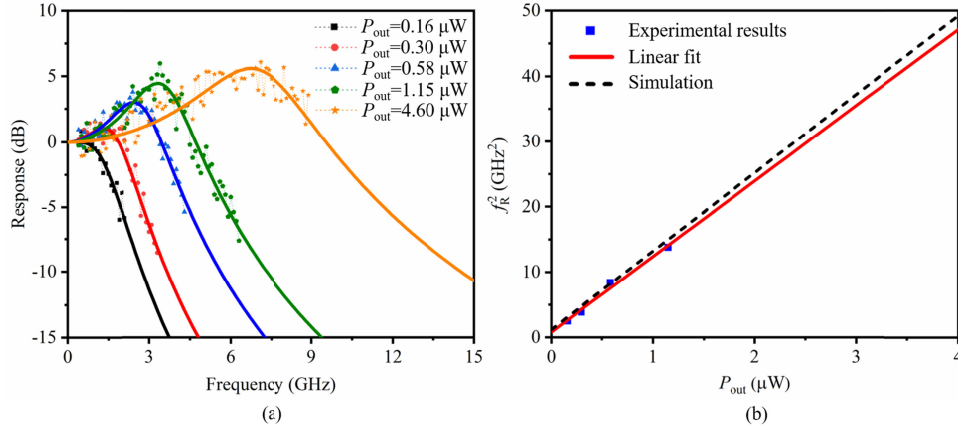 10
5
0
-5
-10
-15
Response (dB)
0
3
6
9
12
15
Frequency (GHz)
P_out=0.16 μW
P_out=0.30 μW
P_out=0.58 μW
P_out=1.15 μW
P_out=4.60 μW
(ε)
50
40
30
20
10
0
f_R^2 (GHz²)
0
1
2
3
4
P_out (μW)
Experimental results
Linear fit
Simulation
(b)